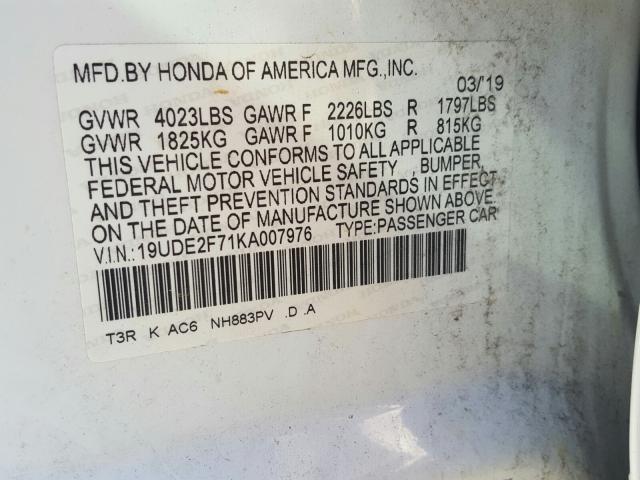 MFD.BY HONDA OF AMERICA MFG.,INC.
03/'19
GVWR 4023LBS GAWR F 2226LBS R 1797LBS
GVWR 1825KG GAWR F 1010KG R 815KG
THIS VEHICLE CONFORMS TO ALL APPLICABLE
FEDERAL MOTOR VEHICLE SAFETY , BUMPER,
AND THEFT PREVENTION STANDARDS IN EFFECT
ON THE DATE OF MANUFACTURE SHOWN ABOVE.
V.I.N.:19UDE2F71KA007976 TYPE:PASSENGER CAR
T3R K AC6 NH883PV .D .A